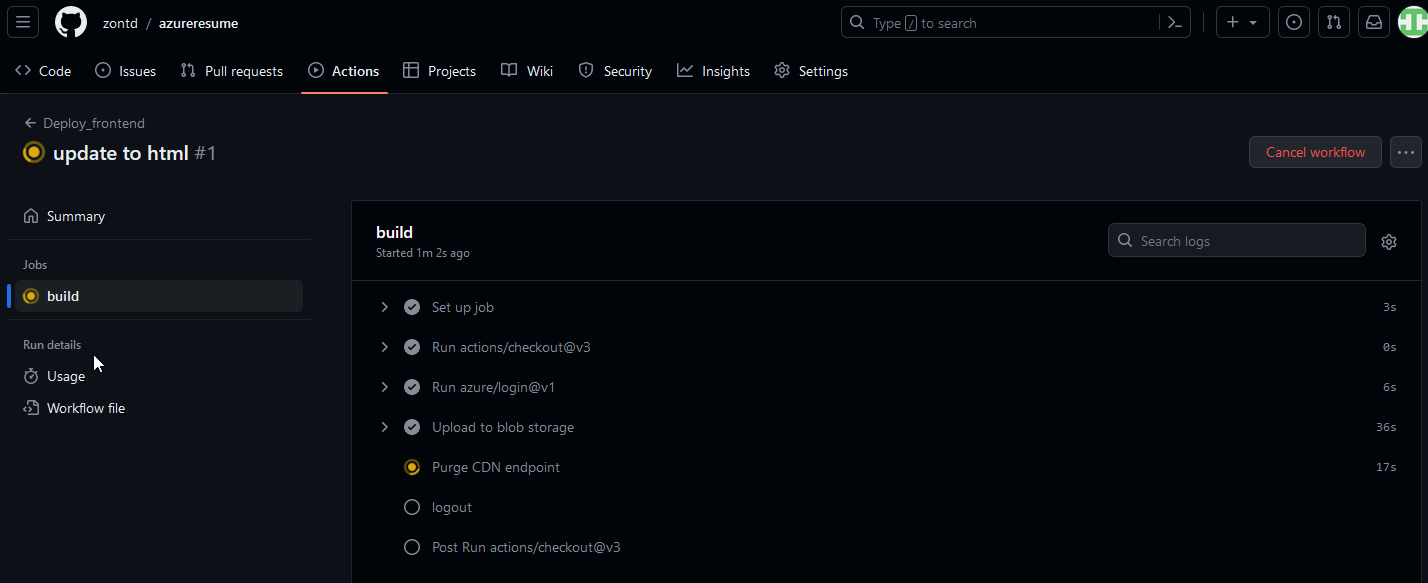 zontd / azureresume
Type / to search
Code Issues Pull requests Actions Projects Wiki Security Insights Settings
Deploy_frontend
update to html #1
Cancel workflow
Summary
Jobs
build
Run details
Usage
Workflow file
build
Started 1m 2s ago
Search logs
Set up job 3s
Run actions/checkout@v3 0s
Run azure/login@v1 6s
Upload to blob storage 36s
Purge CDN endpoint 17s
logout
Post Run actions/checkout@v3